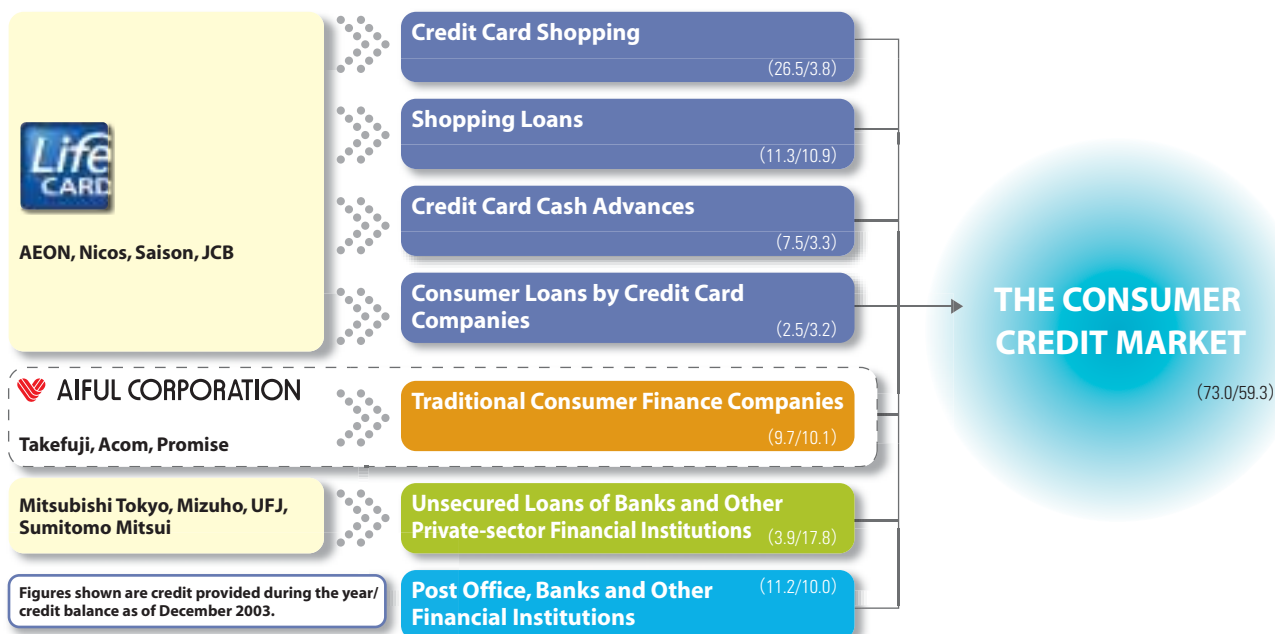 Credit Card Shopping
(26.5/3.8)
Shopping Loans
(11.3/10.9)
Life
CARD
Credit Card Cash Advances
(7.5/3.3)
AEON, Nicos, Saison, JCB
Consumer Loans by Credit Card
Companies
(2.5/3.2)
THE CONSUMER
CREDIT MARKET
(73.0/59.3)
AIFUL CORPORATION
Takefuji, Acom, Promise
Traditional Consumer Finance Companies
(9.7/10.1)
Mitsubishi Tokyo, Mizuho, UFJ,
Sumitomo Mitsui
Unsecured Loans of Banks and Other
Private-sector Financial Institutions (3.9/17.8)
Figures shown are credit provided during the year/
credit balance as of December 2003.
Post Office, Banks and Other (11.2/10.0)
Financial Institutions